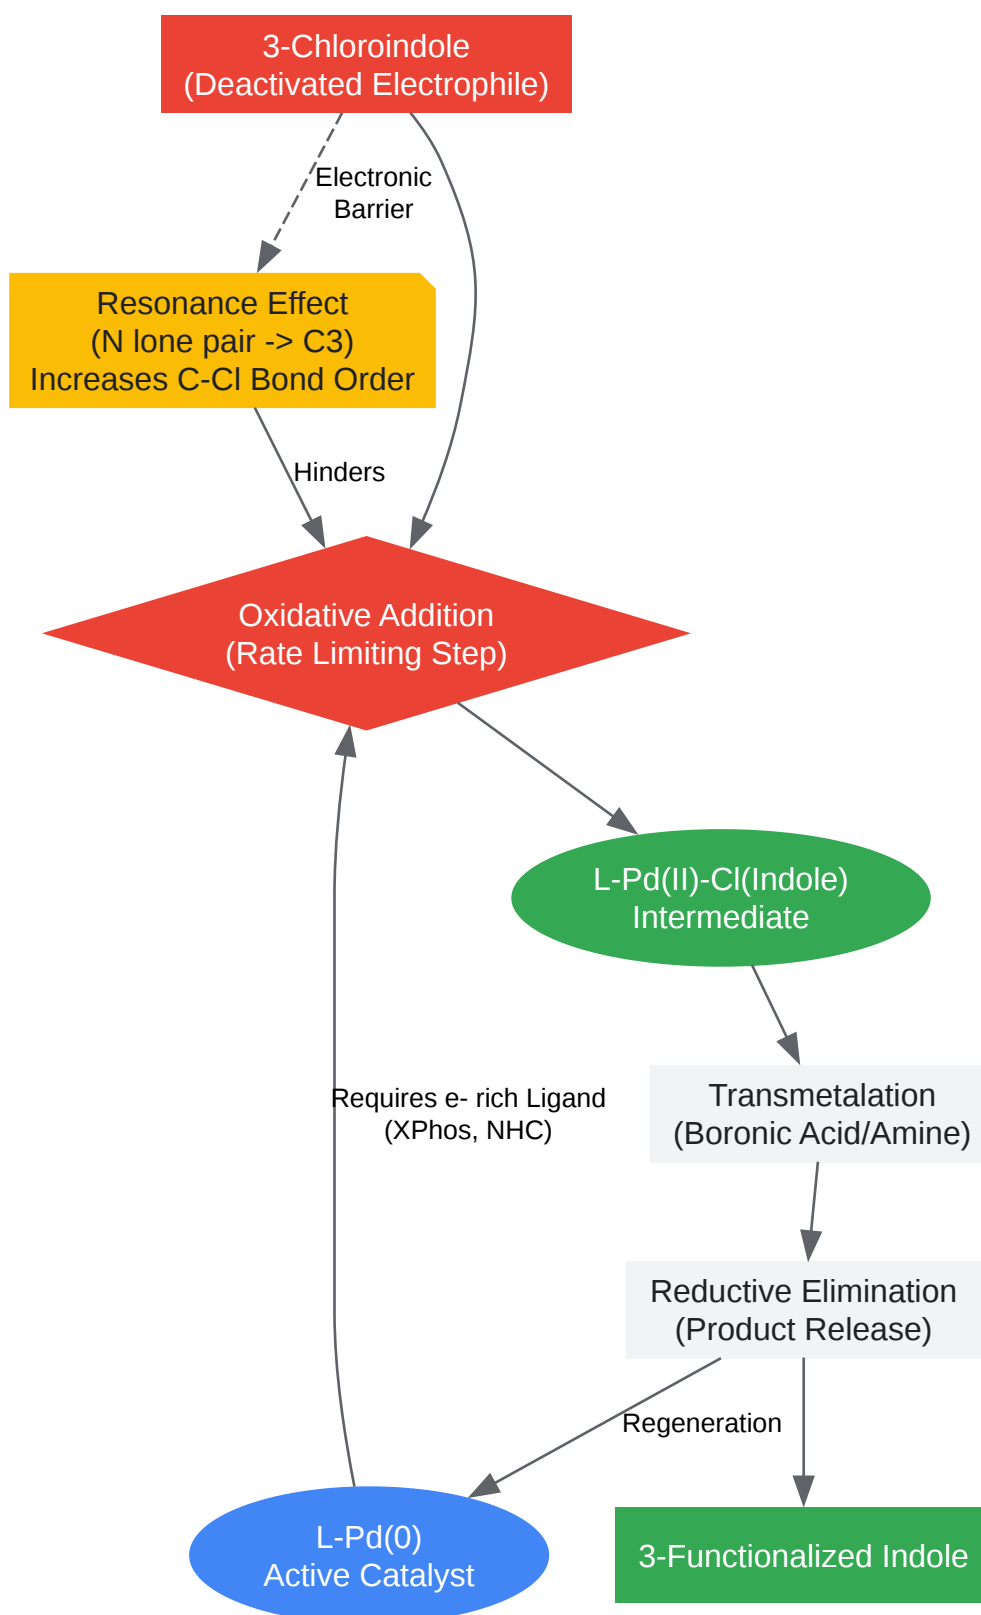 3-Chloroindole
(Deactivated Electrophile)
Electronic
Barrier
Resonance Effect
(N lone pair -> C3)
Increases C-Cl Bond Order
Hinders
Oxidative Addition
(Rate Limiting Step)
L-Pd(II)-Cl(Indole)
Intermediate
Requires e- rich Ligand
(XPhos, NHC)
Transmetalation
(Boronic Acid/Amine)
Reductive Elimination
(Product Release)
Regeneration
L-Pd(0)
Active Catalyst
3-Functionalized Indole